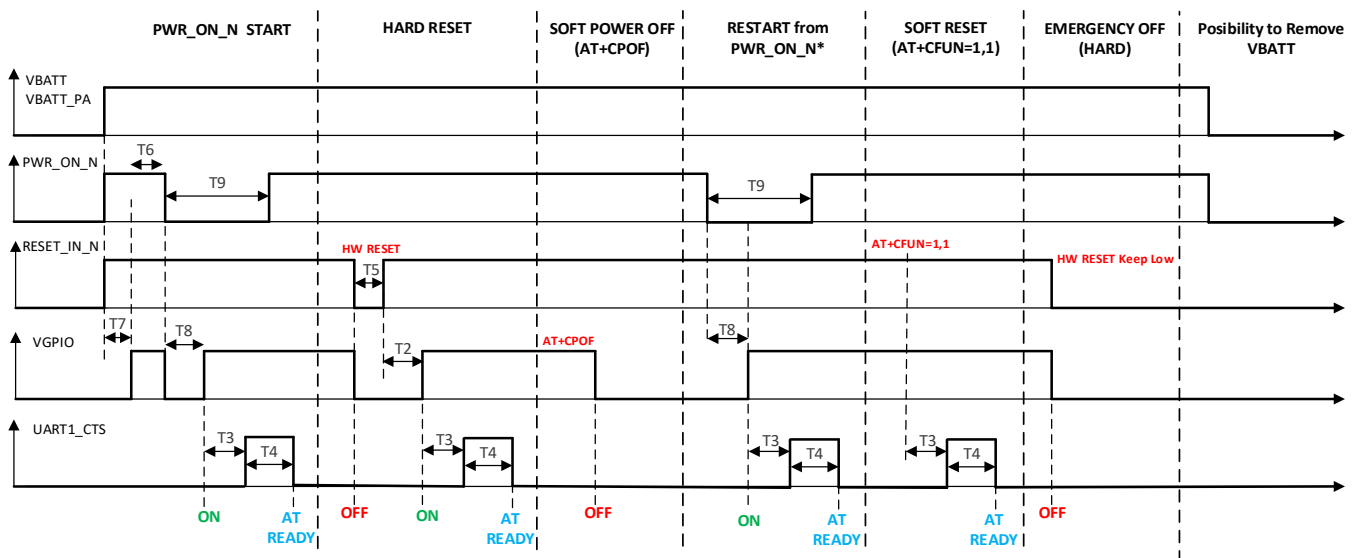 PWR_ON_N START
HARD RESET
SOFT POWER OFF
(AT+CPOF)
RESTART from
PWR_ON_N*
SOFT RESET
(AT+CFUN=1,1)
EMERGENCY OFF
(HARD)
Posibility to Remove
VBATT
VBATT
VBATT_PA
PWR_ON_N
T6
T9
T9
RESET_IN_N
HW RESET
T5
AT+CFUN=1,1
HW RESET Keep Low
T7
VGPIO
T8
T2
AT+CPOF
T8
UART1_CTS
T3
T4
T3
T4
T3
T4
T3
T4
ON
AT
READY
OFF
ON
AT
READY
OFF
ON
AT
READY
AT
READY
OFF